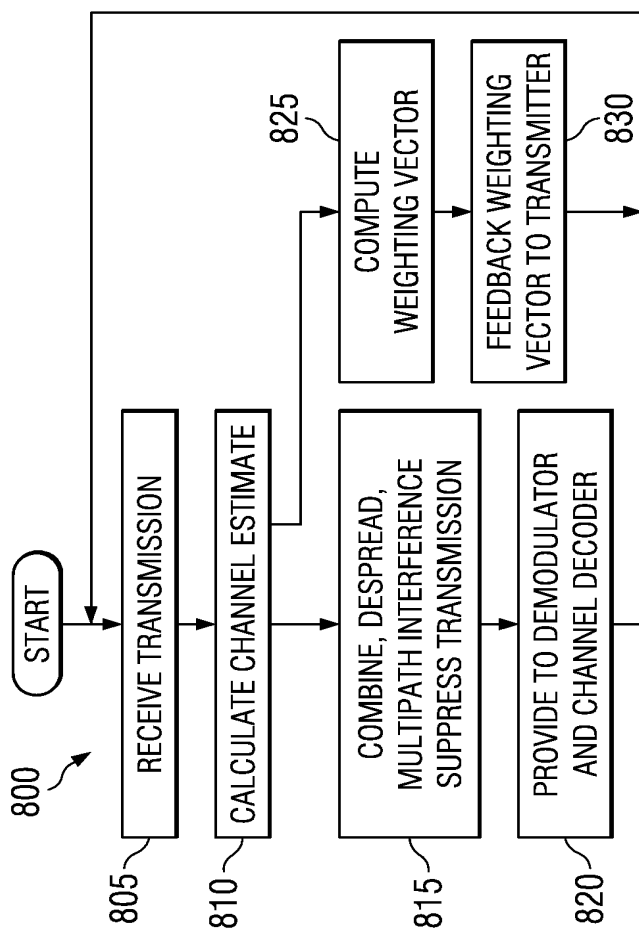 800
START
805
RECEIVE TRANSMISSION
810
CALCULATE CHANNEL ESTIMATE
815
COMBINE, DESPREAD,
MULTIPATH INTERFERENCE
SUPPRESS TRANSMISSION
820
PROVIDE TO DEMODULATOR
AND CHANNEL DECODER
825
COMPUTE
WEIGHTING VECTOR
830
FEEDBACK WEIGHTING
VECTOR TO TRANSMITTER